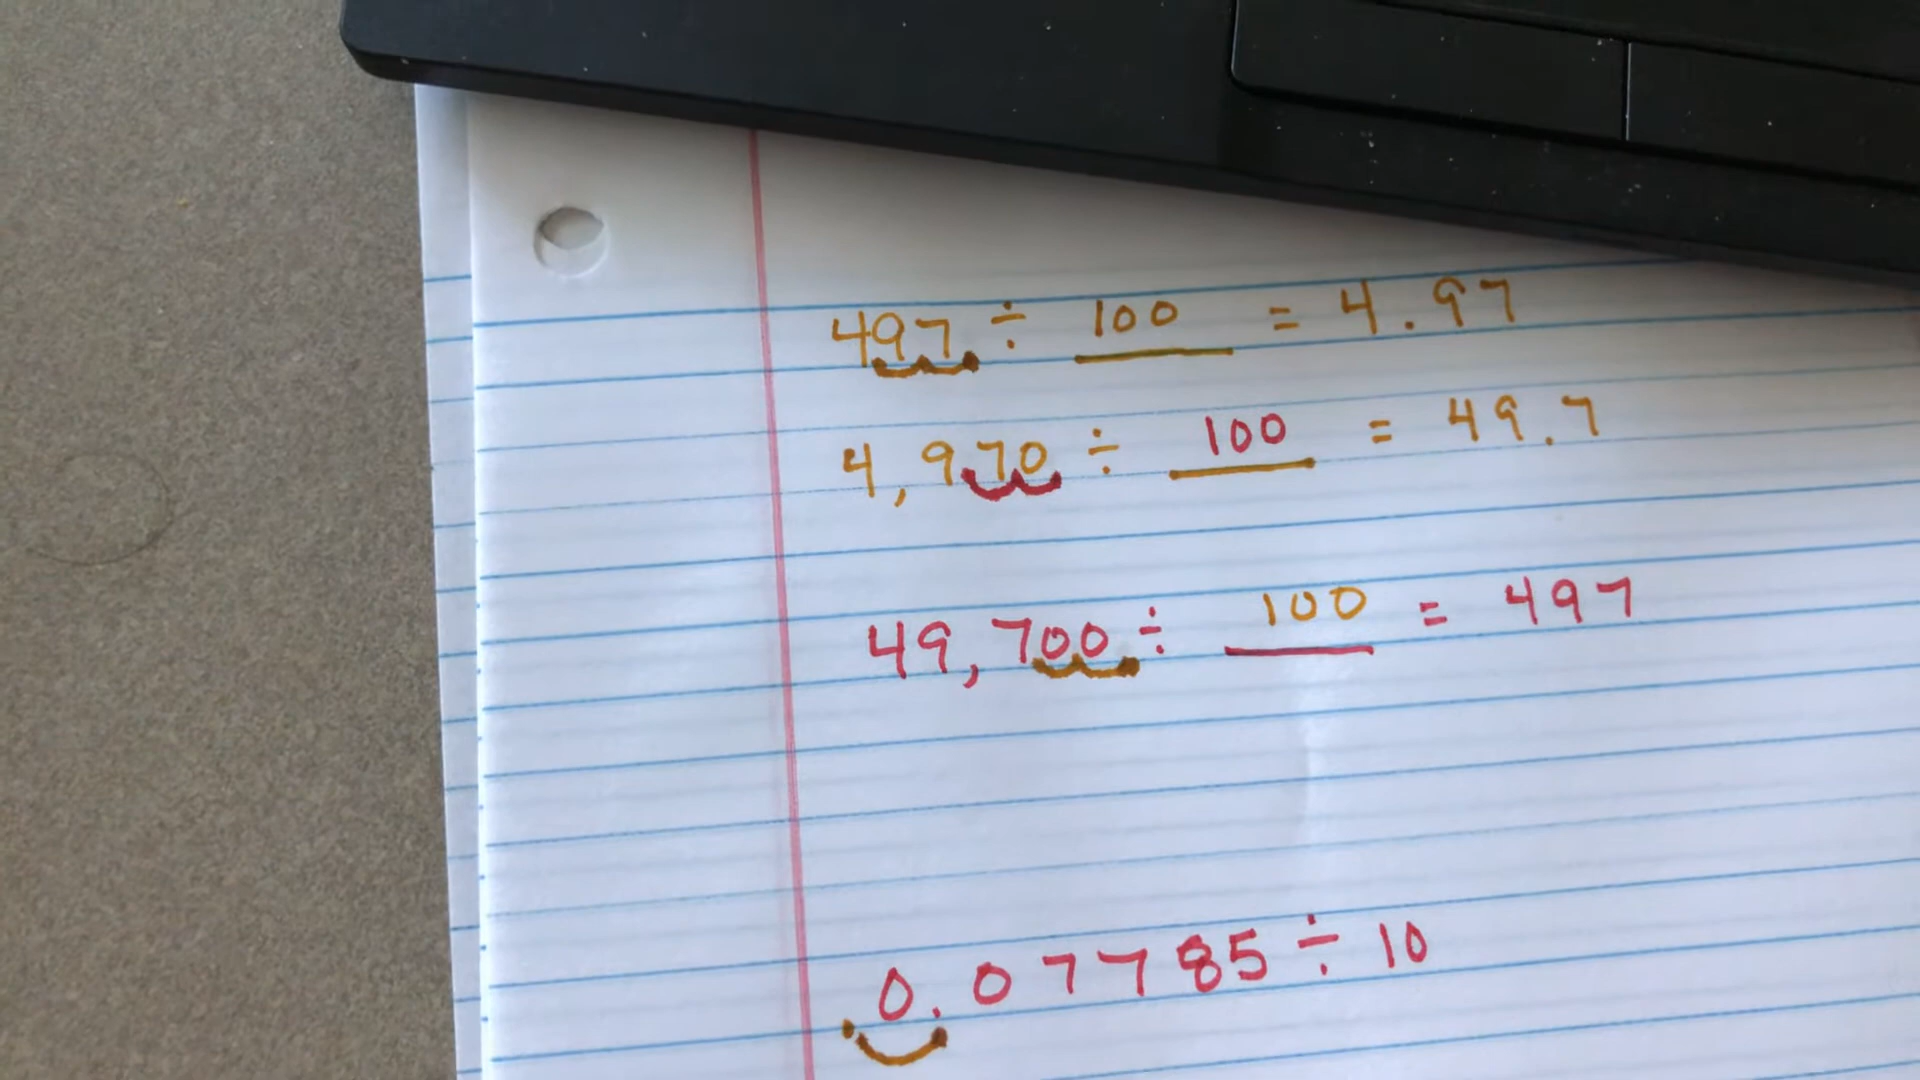 497 ÷ 100 = 4.97
4,970 ÷ 100 = 49.7
49,700 ÷ 100 = 497
0.07785 ÷ 10